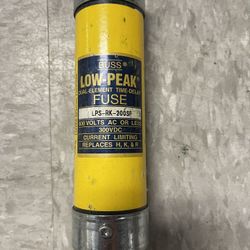 BUSS
LOW-PEAK
DUAL-ELEMENT TIME-DELAY
FUSE
LPS-RK-200SP
600 VOLTS AC OR LESS
300VDC
CURRENT LIMITING
REPLACES H, K, & R